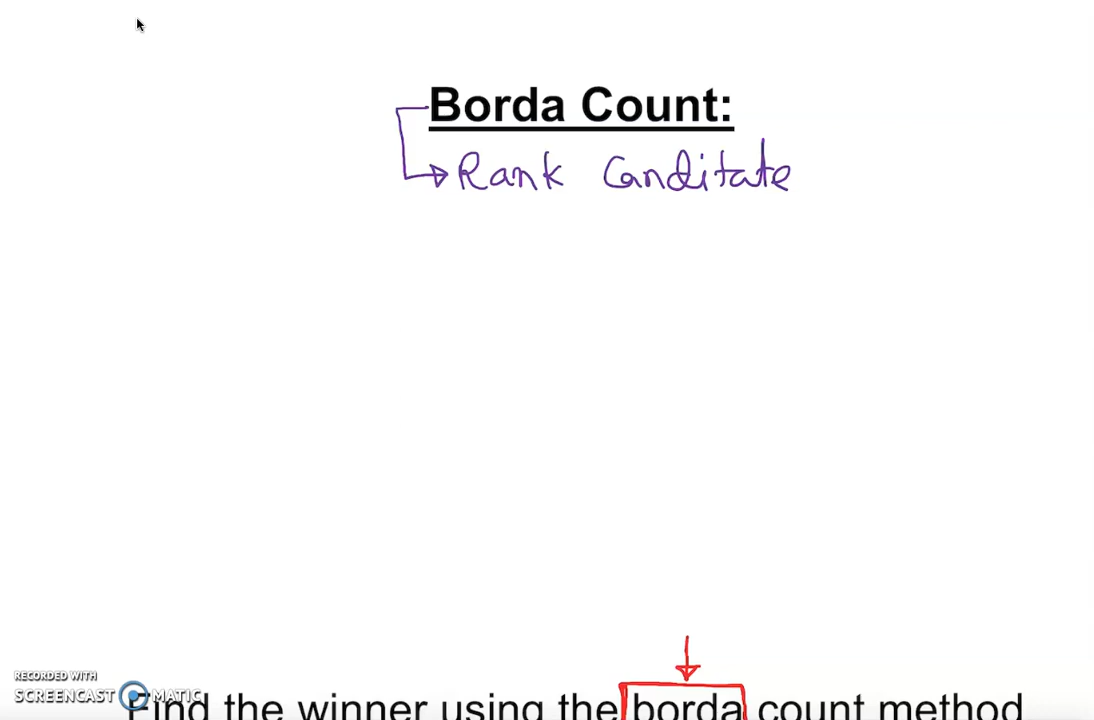 Borda Count:
Rank Canditate
RECORDED WITH
SCREENCAST MATIC
Find the winner using the borda count method